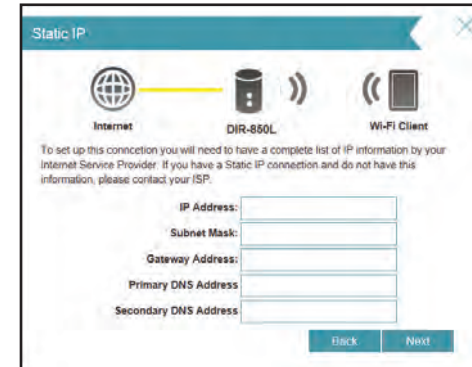 Static IP
Internet
DIR-850L
Wi-Fi Client
To set up this conncetion you will need to have a complete list of IP information by your
Internet Service Provider. If you have a Static IP connection and do not have this
information, please contact your ISP.
IP Address:
Subnet Mask:
Gateway Address:
Primary DNS Address
Secondary DNS Address
Back
Next